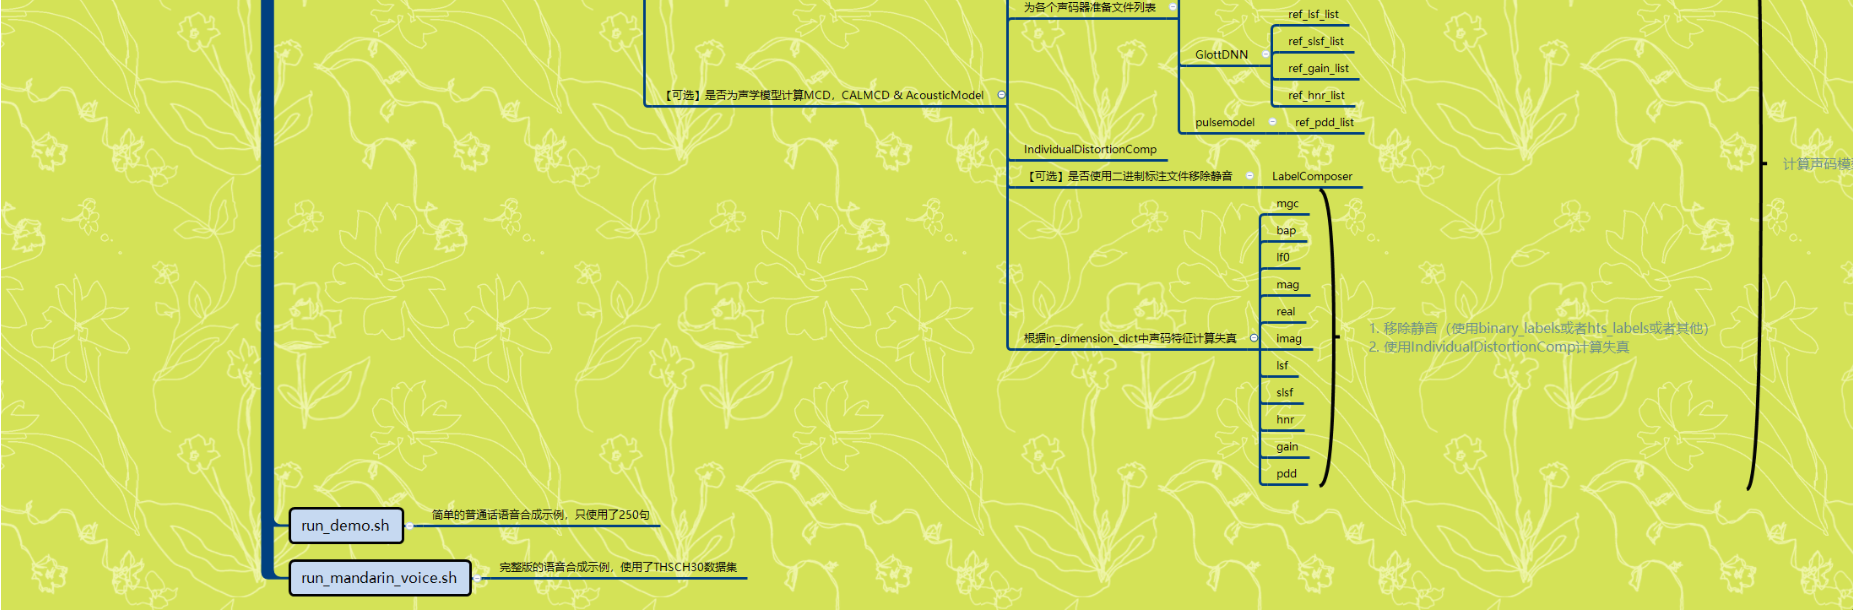 为各个声码器准备文件列表
ref_lsf_list
ref_slsf_list
GlottDNN
ref_gain_list
ref_hnr_list
【可选】是否为声学模型计算MCD，CALMCD & AcousticModel
pulsemodel
ref_pdd_list
IndividualDistortionComp
【可选】是否使用二进制标注文件移除静音
LabelComposer
mgc
bap
lf0
mag
real
根据in_dimension_dict中声码特征计算失真
imag
lsf
slsf
hnr
gain
pdd
1. 移除静音（使用binary_labels或者hts_labels或者其他）
2. 使用IndividualDistortionComp计算失真
计算声码模
run_demo.sh
简单的普通话语音合成示例，只使用了250句
run_mandarin_voice.sh
完整版的语音合成示例，使用了THSCH30数据集